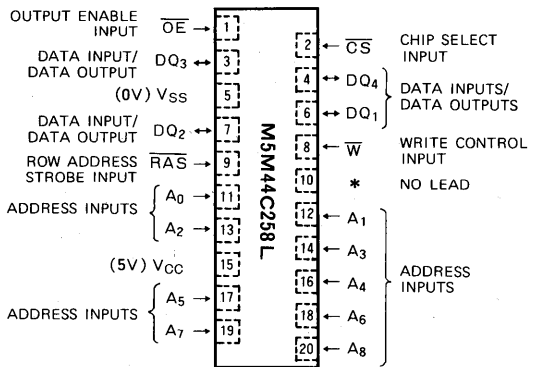 OUTPUT ENABLE INPUT OE → 1
2 ← CS CHIP SELECT INPUT
DATA INPUT/ DATA OUTPUT DQ3 ↔ 3
4 ↔ DQ4
DATA INPUTS/ DATA OUTPUTS
(0V) VSS 5
6 ↔ DQ1
DATA INPUT/ DATA OUTPUT DQ2 ↔ 7
8 ← W WRITE CONTROL INPUT
ROW ADDRESS STROBE INPUT RAS → 9
10 * NO LEAD
ADDRESS INPUTS
A0 → 11
12 ← A1
A2 → 13
14 ← A3
(5V) VCC 15
16 ← A4
ADDRESS INPUTS
ADDRESS INPUTS
A5 → 17
18 ← A6
A7 → 19
20 ← A8
M5M44C258L